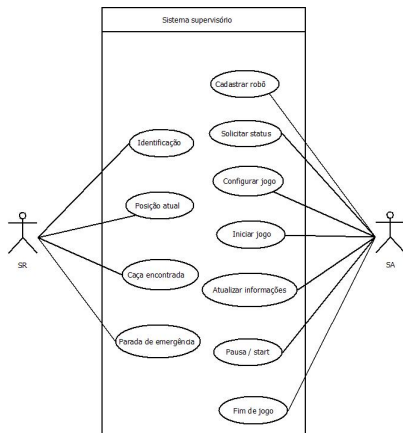 Sistema supervisório
Cadastrar robô
Solicitar status
Identificação
Configurar jogo
Posição atual
Iniciar jogo
SR
SA
Caça encontrada
Atualizar informações
Parada de emergência
Pausa / start
Fim de jogo